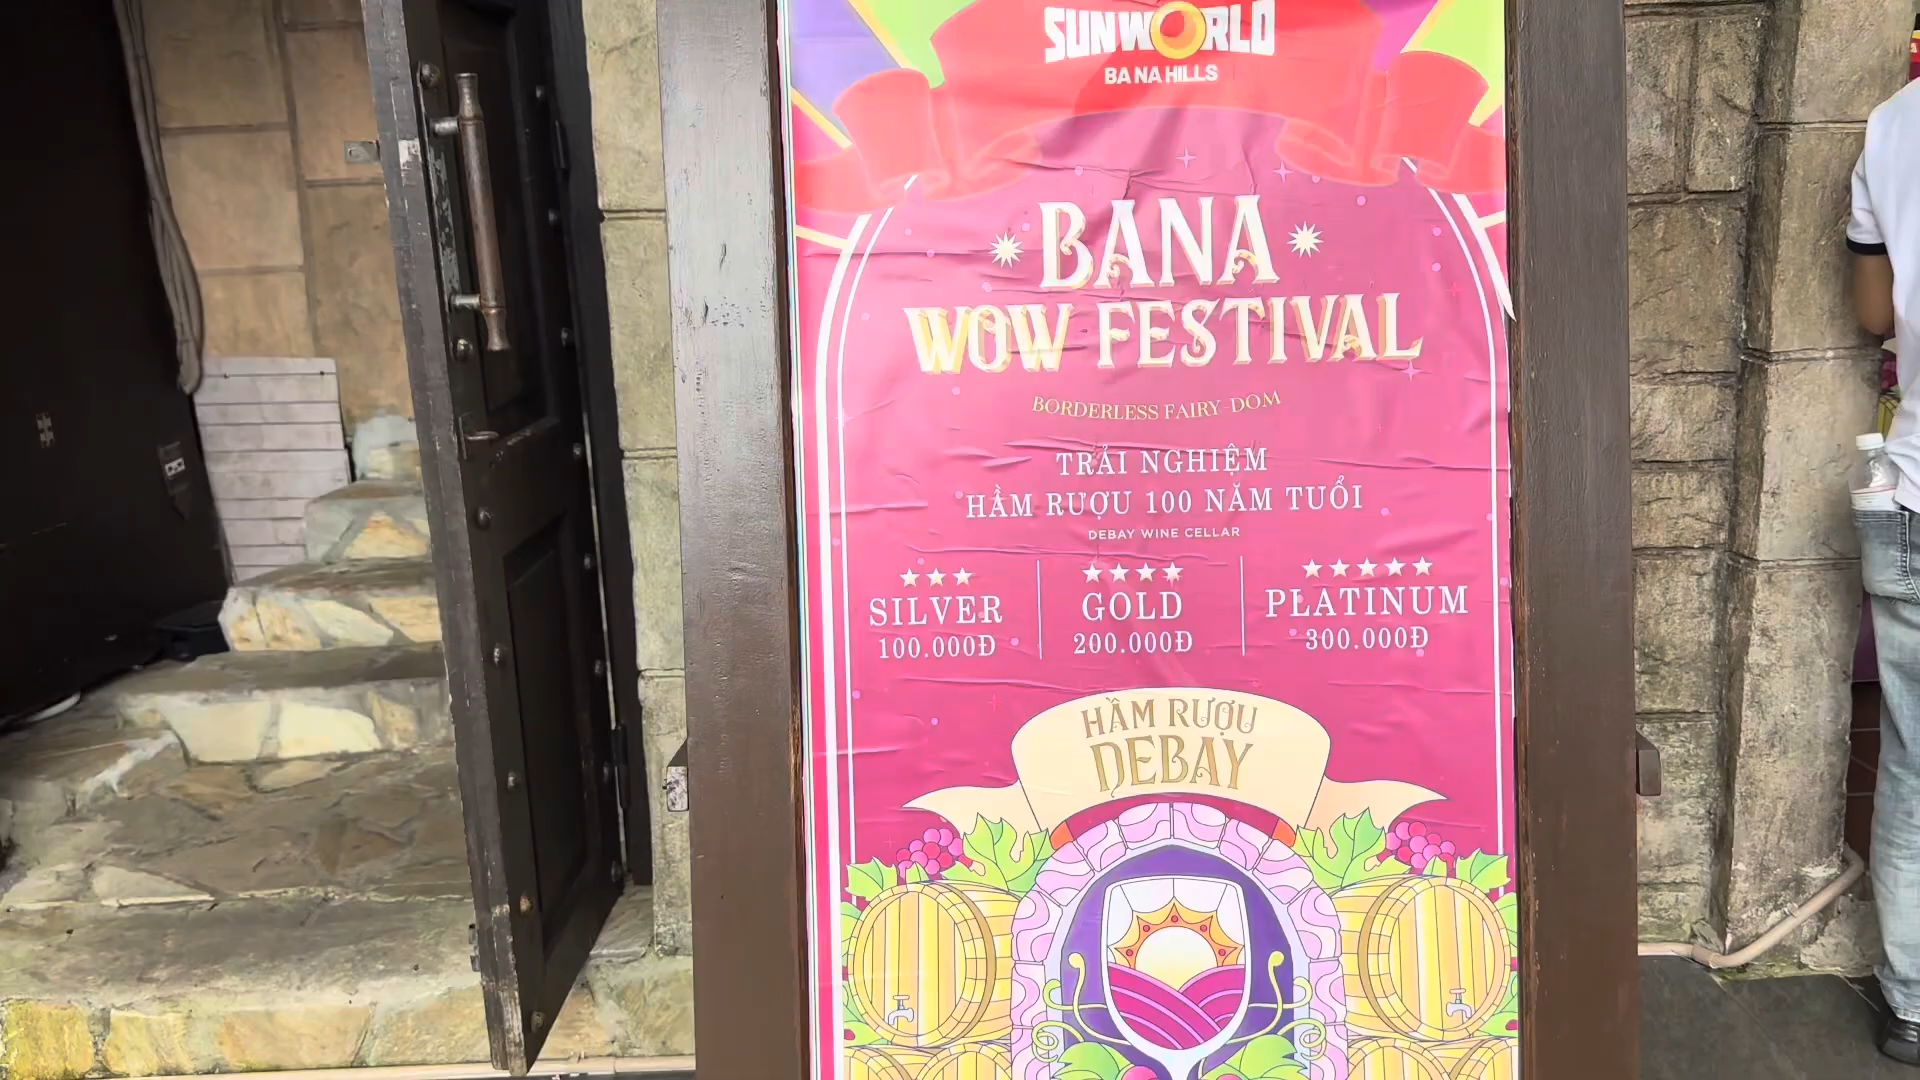 SUNWORLD
BA NA HILLS
BANA
WOW FESTIVAL
BORDERLESS FAIRY-DOM
TRẢI NGHIỆM
HẦM RƯỢU 100 NĂM TUỔI
DEBAY WINE CELLAR
SILVER GOLD PLATINUM
100.000Đ 200.000Đ 300.000Đ
HẦM RƯỢU
DEBAY